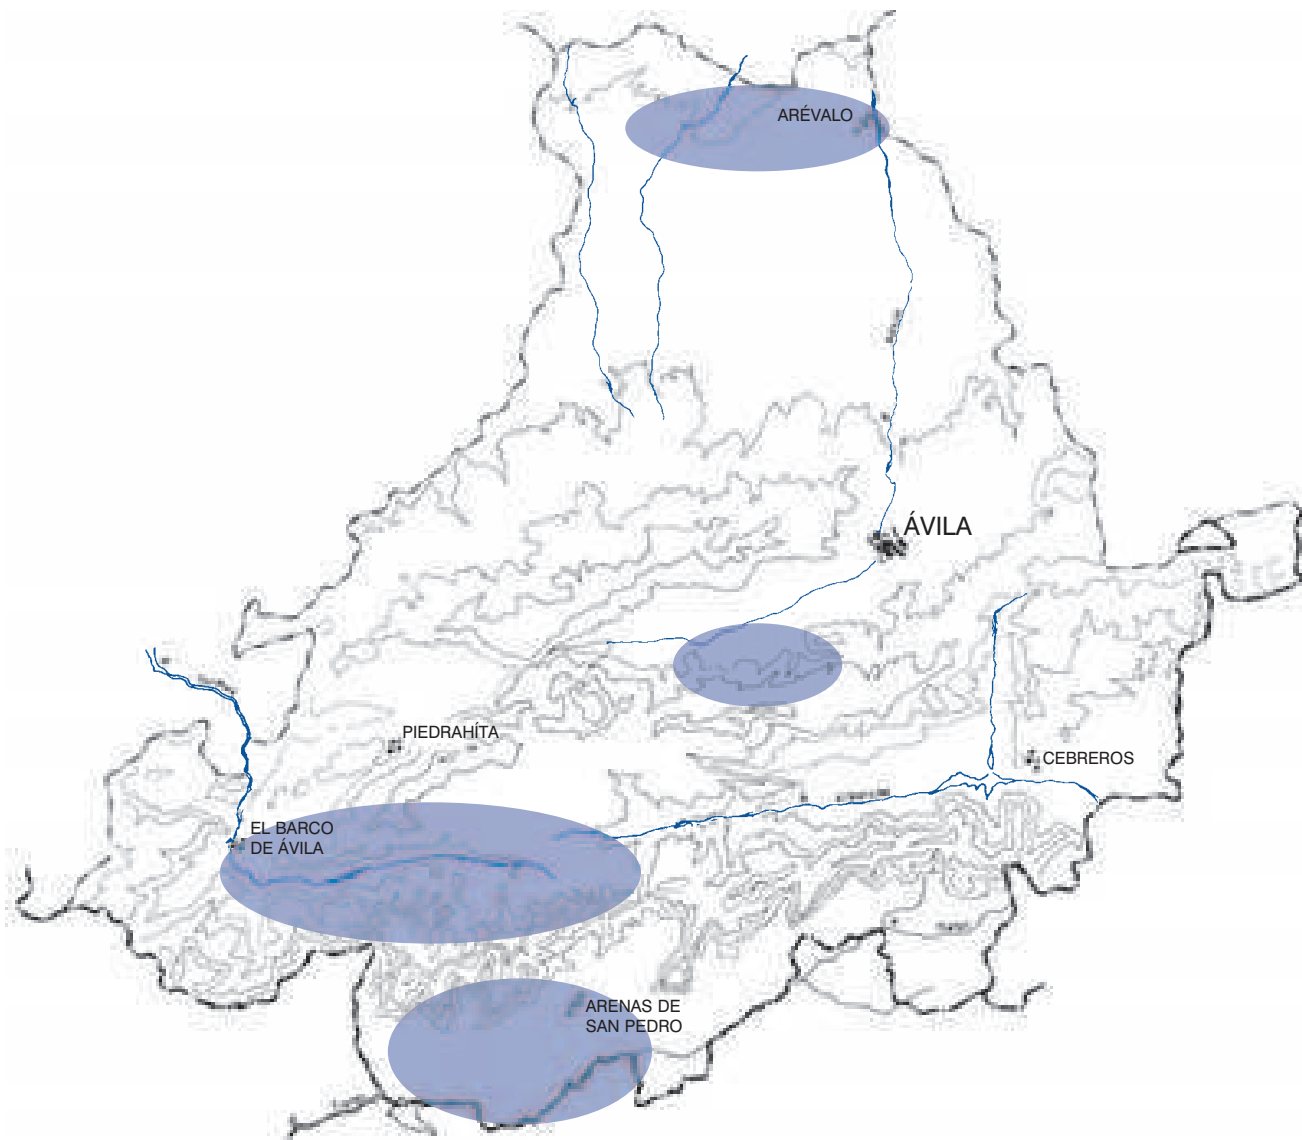 ARÉVALO
ÁVILA
PIEDRAHÍTA
CEBREROS
EL BARCO
DE ÁVILA
ARENAS DE
SAN PEDRO